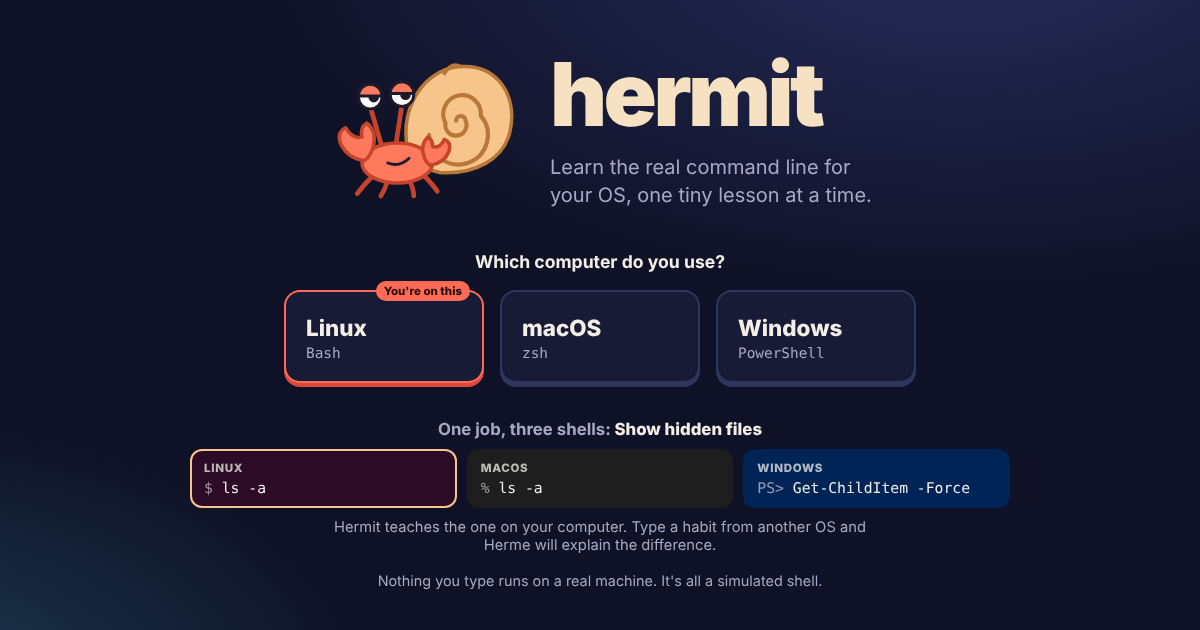 hermit
Learn the real command line for
your OS, one tiny lesson at a time.
Which computer do you use?
You're on this
Linux
Bash
macOS
zsh
Windows
PowerShell
One job, three shells: Show hidden files
LINUX
$ ls -a
MACOS
% ls -a
WINDOWS
PS> Get-ChildItem -Force
Hermit teaches the one on your computer. Type a habit from another OS and
Herme will explain the difference.
Nothing you type runs on a real machine. It's all a simulated shell.